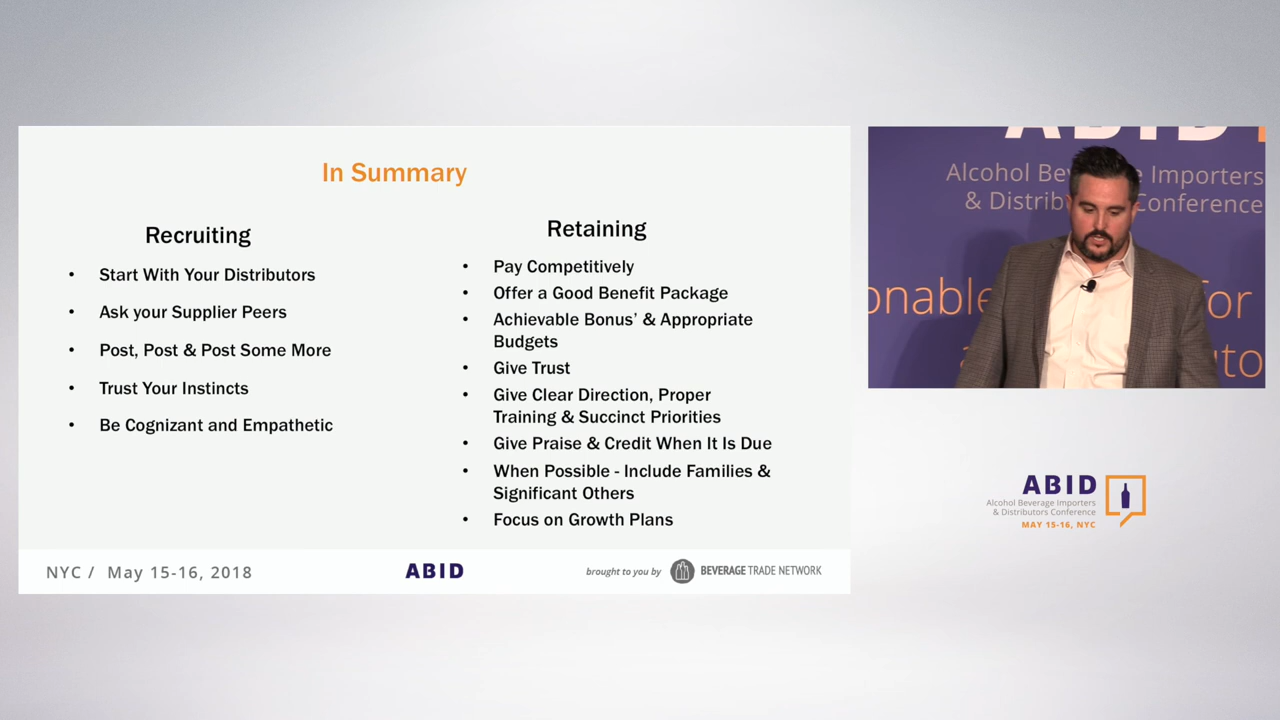 In Summary
Recruiting
• Start With Your Distributors
• Ask your Supplier Peers
• Post, Post & Post Some More
• Trust Your Instincts
• Be Cognizant and Empathetic
Retaining
• Pay Competitively
• Offer a Good Benefit Package
• Achievable Bonus’ & Appropriate
Budgets
• Give Trust
• Give Clear Direction, Proper
Training & Succinct Priorities
• Give Praise & Credit When It Is Due
• When Possible - Include Families &
Significant Others
• Focus on Growth Plans
NYC / May 15-16, 2018
ABID
brought to you by
BEVERAGE TRADE NETWORK
ABID
Alcohol Be e Importers
& Distrib Conference
onable for
ABID
Alcohol Beverage Importers
& Distributors Conference
MAY 15-16, NYC